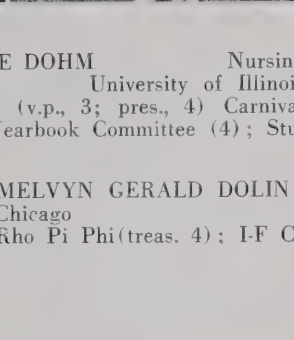 E DOHM Nursin
University of Illinoi
(v.p., 3; pres., 4) Carniva
Yearbook Committee (4); Stu
MELVYN GERALD DOLIN
Chicago
Rho Pi Phi(treas. 4); I-F C